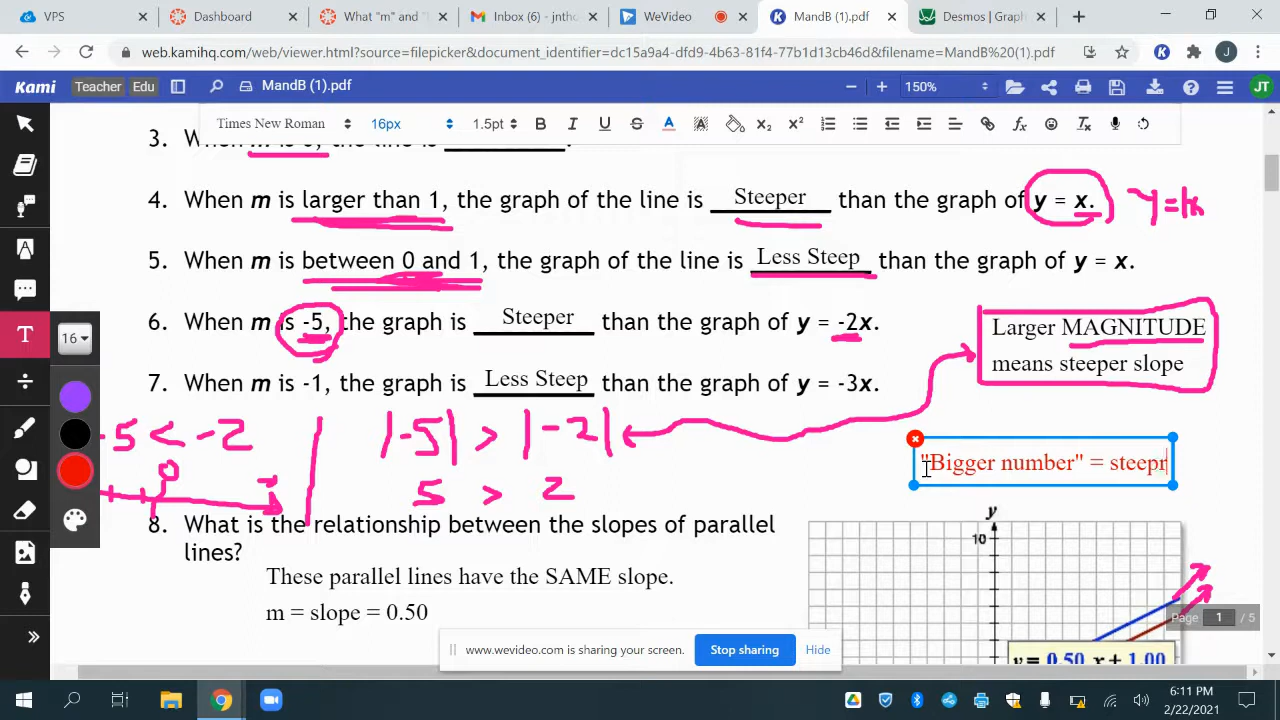 VPS
Dashboard
What "m" and "
Inbox (6) - jntho
WeVideo
MandB (1).pdf
Desmos | Graph
web.kamihq.com/web/viewer.html?source=filepicker&document_identifier=dc15a9a4-dfd9-4b63-81f4-77b1d13cb46d&filename=MandB%20(1).pdf
J
Kami Teacher Edu MandB (1).pdf 150% JT
Times New Roman 16px 1.5pt
3.
the line is
4. When m is larger than 1, the graph of the line is Steeper than the graph of y = x.
5. When m is between 0 and 1, the graph of the line is Less Steep than the graph of y = x.
6. When m is -5, the graph is Steeper than the graph of y = -2x.
Larger MAGNITUDE
means steeper slope
16
7. When m is -1, the graph is Less Steep than the graph of y = -3x.
-5 < -2
|-5| > |-2|
"Bigger number" = steepr
0
5 > 2
8. What is the relationship between the slopes of parallel
lines?
These parallel lines have the SAME slope.
m = slope = 0.50
y
10
Page 1 / 5
www.wevideo.com is sharing your screen. Stop sharing Hide
y = 0.50 x + 1.00
6:11 PM
2/22/2021